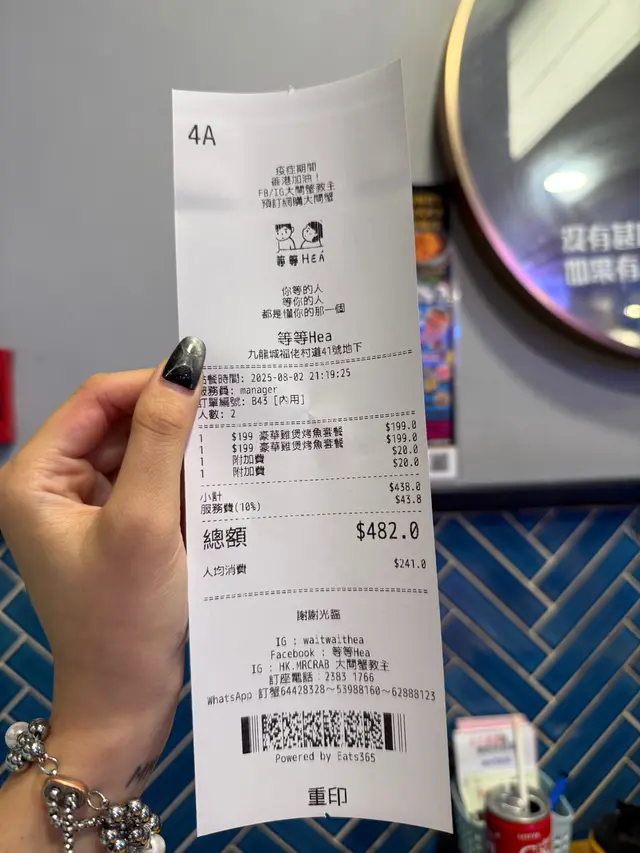 4A
疫症期間
香港加油！
FB/IG大閘蟹教主
預訂網購大閘蟹
等等HEA
你等的人
等你的人
都是懂你的那一個
等等Hea
九龍城福佬村道41號地下
點餐時間: 2025-08-02 21:19:25
服務員: manager
訂單編號: B43 [內用]
人數: 2
1 $199 豪華雞煲烤魚套餐 $199.0
1 $199 豪華雞煲烤魚套餐 $199.0
1 附加費 $20.0
1 附加費 $20.0
小計 $438.0
服務費(10%) $43.8
總額 $482.0
人均消費 $241.0
謝謝光臨
IG : waitwaithea
Facebook : 等等Hea
IG : HK.MRCRAB 大閘蟹教主
訂座電話：2383 1766
WhatsApp 訂蟹64428328～53988160～62888123
Powered by Eats365
重印
沒有甚
如果有